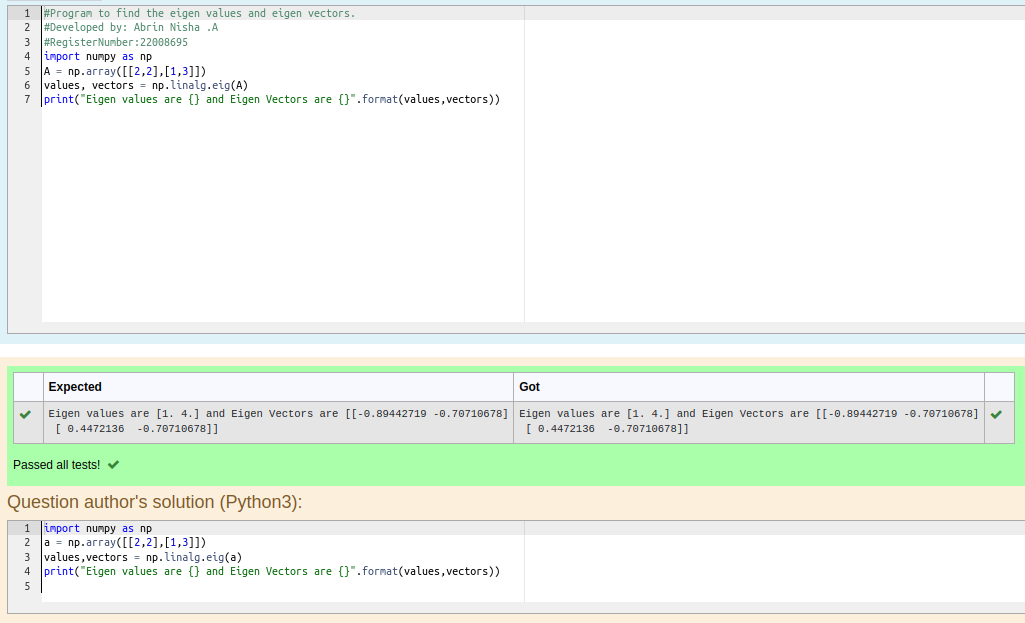 1 #Program to find the eigen values and eigen vectors.
2 #Developed by: Abrin Nisha .A
3 #RegisterNumber:22008695
4 import numpy as np
5 A = np.array([[2,2],[1,3]])
6 values, vectors = np.linalg.eig(A)
7 print("Eigen values are {} and Eigen Vectors are {}".format(values,vectors))
Expected Got
Eigen values are [1. 4.] and Eigen Vectors are [[-0.89442719 -0.70710678] Eigen values are [1. 4.] and Eigen Vectors are [[-0.89442719 -0.70710678]
[ 0.4472136  -0.70710678]] [ 0.4472136  -0.70710678]]
Passed all tests!
Question author's solution (Python3):
1 import numpy as np
2 a = np.array([[2,2],[1,3]])
3 values,vectors = np.linalg.eig(a)
4 print("Eigen values are {} and Eigen Vectors are {}".format(values,vectors))
5